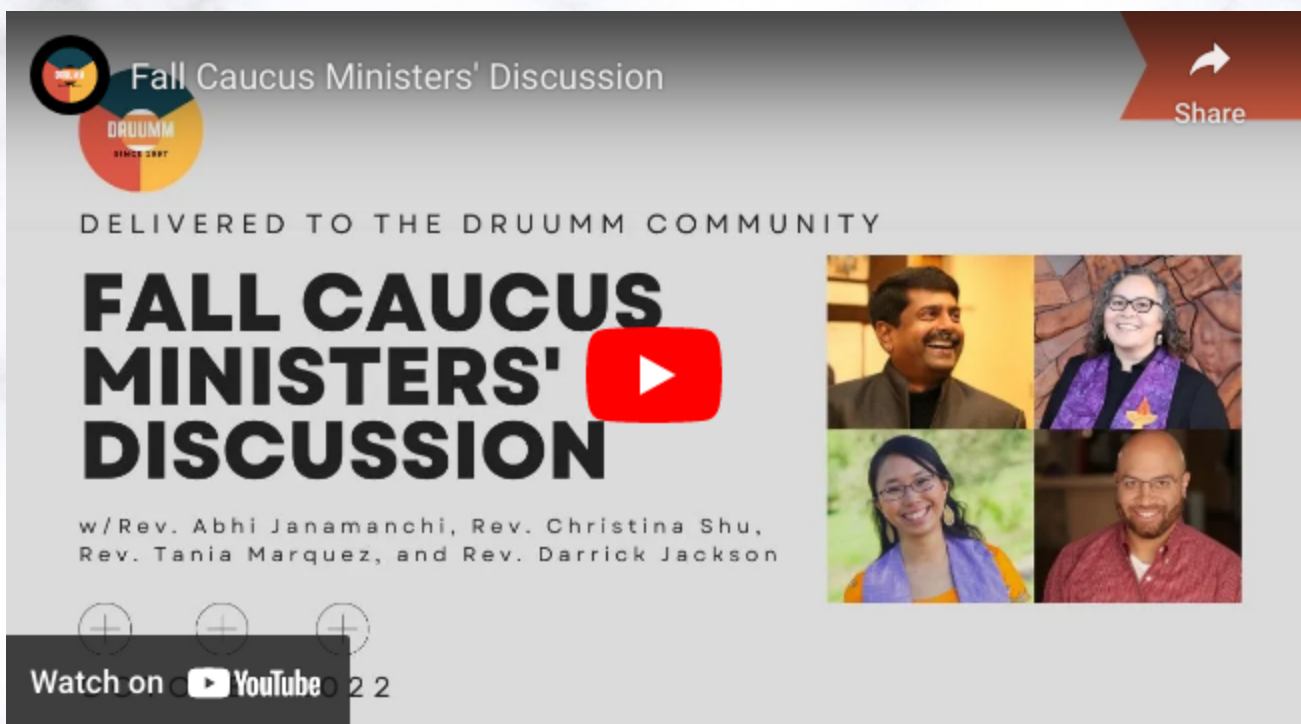 Fall Caucus Ministers' Discussion
Share
DRUUMM
SINCE 1997
DELIVERED TO THE DRUUMM COMMUNITY
FALL CAUCUS
MINISTERS'
DISCUSSION
w/Rev. Abhi Janamanchi, Rev. Christina Shu,
Rev. Tania Marquez, and Rev. Darrick Jackson
Watch on YouTube
022